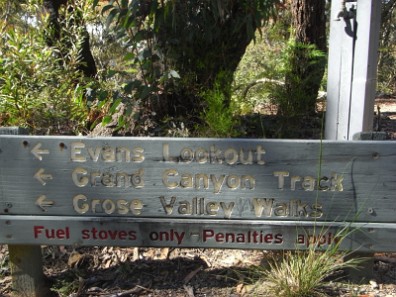 ← Evans Lookout
← Grand Canyon Track
← Grose Valley Walks
Fuel stoves only - Penalties apply